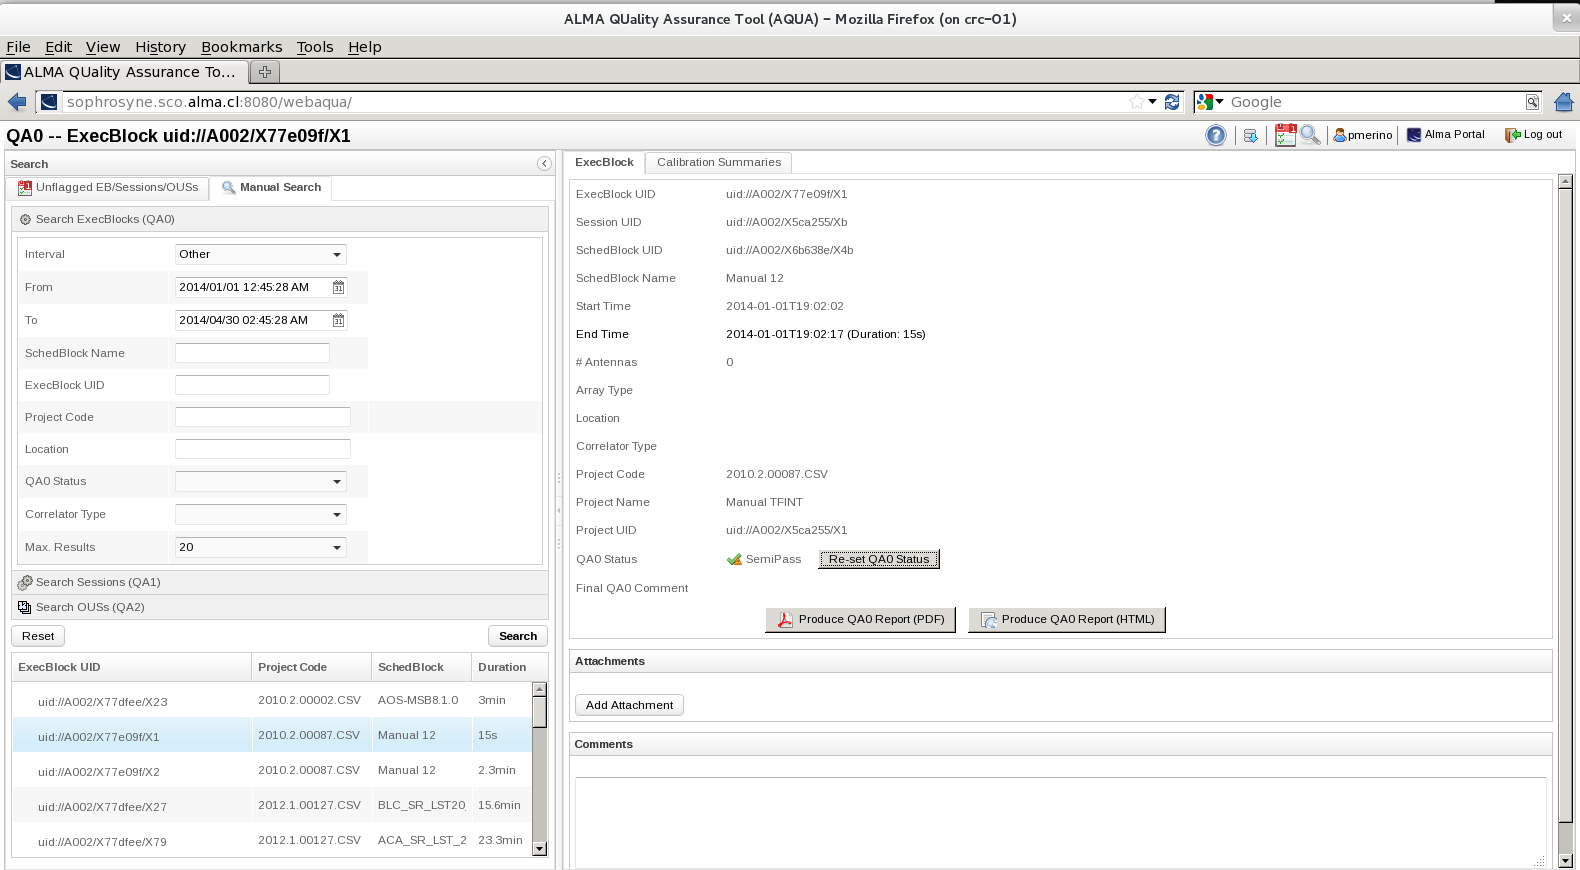 ALMA QUality Assurance Tool (AQUA) – Mozilla Firefox (on crc–01)
File Edit View History Bookmarks Tools Help
ALMA QUality Assurance To...
sophrosyne.sco.alma.cl:8080/webaqua/
Google
QA0 -- ExecBlock uid://A002/X77e09f/X1
pmerino
Alma Portal
Log out
Search
Unflagged EB/Sessions/OUSs
Manual Search
Search ExecBlocks (QA0)
Interval Other
From 2014/01/01 12:45:28 AM
To 2014/04/30 02:45:28 AM
SchedBlock Name
ExecBlock UID
Project Code
Location
QA0 Status
Correlator Type
Max. Results 20
Search Sessions (QA1)
Search OUSs (QA2)
Reset Search
ExecBlock UID Project Code SchedBlock Duration
uid://A002/X77dfee/X23 2010.2.00002.CSV AOS-MSB8.1.0 3min
uid://A002/X77e09f/X1 2010.2.00087.CSV Manual 12 15s
uid://A002/X77e09f/X2 2010.2.00087.CSV Manual 12 2.3min
uid://A002/X77dfee/X27 2012.1.00127.CSV BLC_SR_LST20_ 15.6min
uid://A002/X77dfee/X79 2012.1.00127.CSV ACA_SR_LST_2 23.3min
ExecBlock Calibration Summaries
ExecBlock UID uid://A002/X77e09f/X1
Session UID uid://A002/X5ca255/Xb
SchedBlock UID uid://A002/X6b638e/X4b
SchedBlock Name Manual 12
Start Time 2014-01-01T19:02:02
End Time 2014-01-01T19:02:17 (Duration: 15s)
# Antennas 0
Array Type
Location
Correlator Type
Project Code 2010.2.00087.CSV
Project Name Manual TFINT
Project UID uid://A002/X5ca255/X1
QA0 Status SemiPass Re-set QA0 Status
Final QA0 Comment
Produce QA0 Report (PDF) Produce QA0 Report (HTML)
Attachments
Add Attachment
Comments